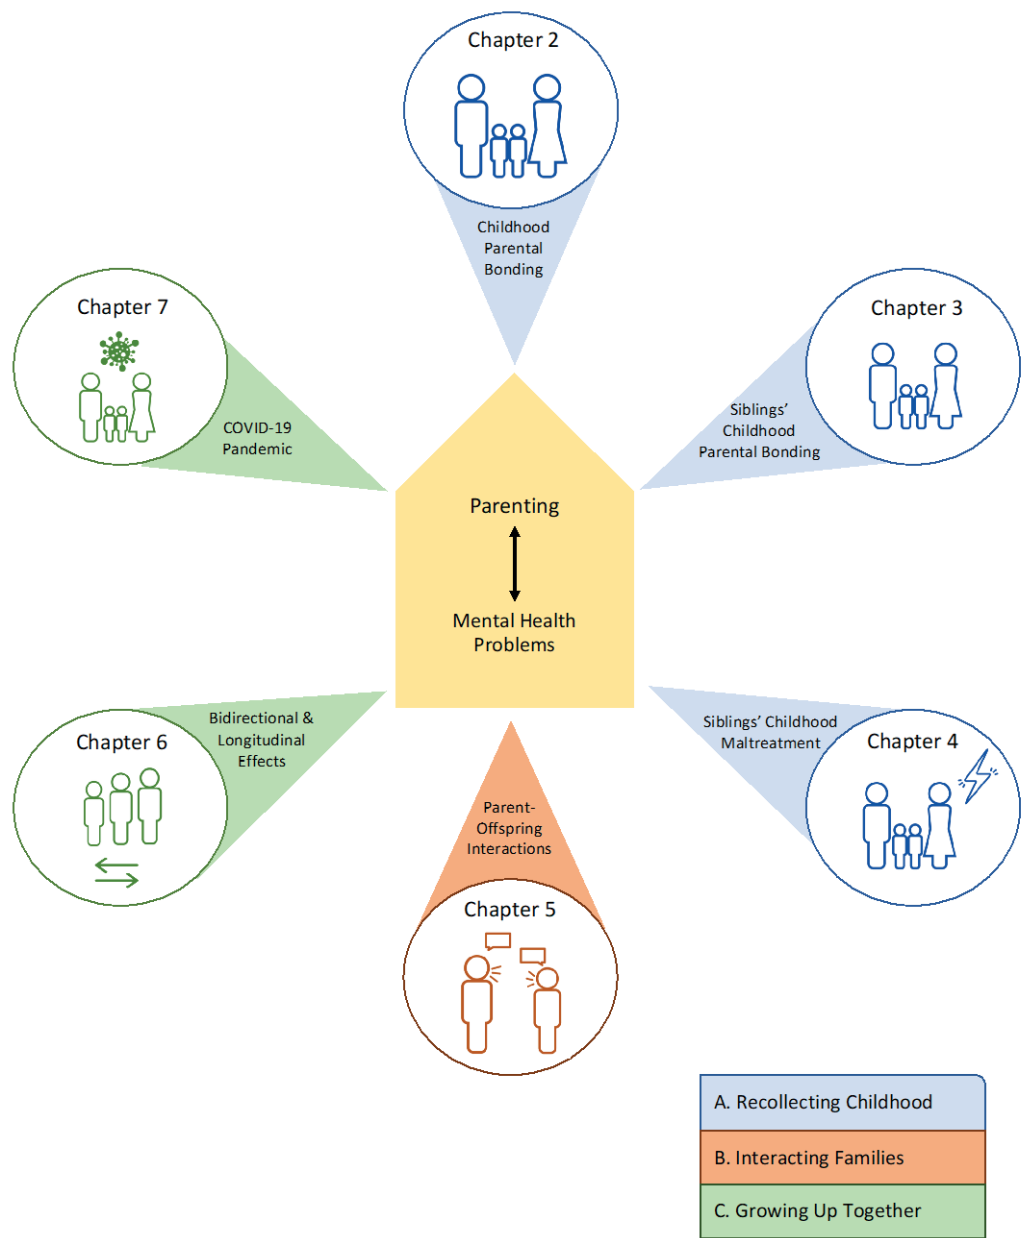 Chapter 2
Childhood
Parental
Bonding
Chapter 7
COVID-19
Pandemic
Chapter 3
Siblings’
Childhood
Parental Bonding
Parenting
Mental Health
Problems
Chapter 6
Bidirectional &
Longitudinal
Effects
Siblings’ Childhood
Maltreatment
Chapter 4
Parent-
Offspring
Interactions
Chapter 5
A. Recollecting Childhood
B. Interacting Families
C. Growing Up Together